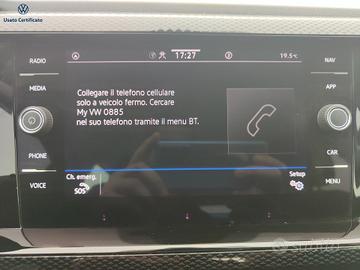 Usato Certificato
RADIO
17:27
19.5°C
NAV
MEDIA
APP
Collegare il telefono cellulare
solo a veicolo fermo. Cercare
My VW 0885
nel suo telefono tramite il menu BT.
PHONE
CAR
VOICE
Ch. emerg.
SOS
Setup
MENU